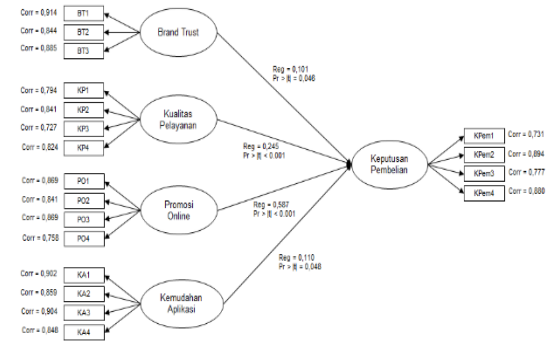 Corr = 0,914 BT1
Corr = 0,844 BT2
Corr = 0,885 BT3
Brand Trust
Reg = 0,101
Pr > |t| = 0,046
Corr = 0,794 KP1
Corr = 0,841 KP2
Corr = 0,727 KP3
Corr = 0,824 KP4
Kualitas
Pelayanan
Reg = 0,245
Pr > |t| < 0.001
Keputusan
Pembelian
KPem1 Corr = 0,731
KPem2 Corr = 0,894
KPem3 Corr = 0,777
KPem4 Corr = 0,880
Corr = 0,869 PO1
Corr = 0,841 PO2
Corr = 0,869 PO3
Corr = 0,758 PO4
Promosi
Online
Reg = 0,587
Pr > |t| < 0.001
Reg = 0,110
Pr > |t| = 0,048
Corr = 0,902 KA1
Corr = 0,859 KA2
Corr = 0,904 KA3
Corr = 0,848 KA4
Kemudahan
Aplikasi